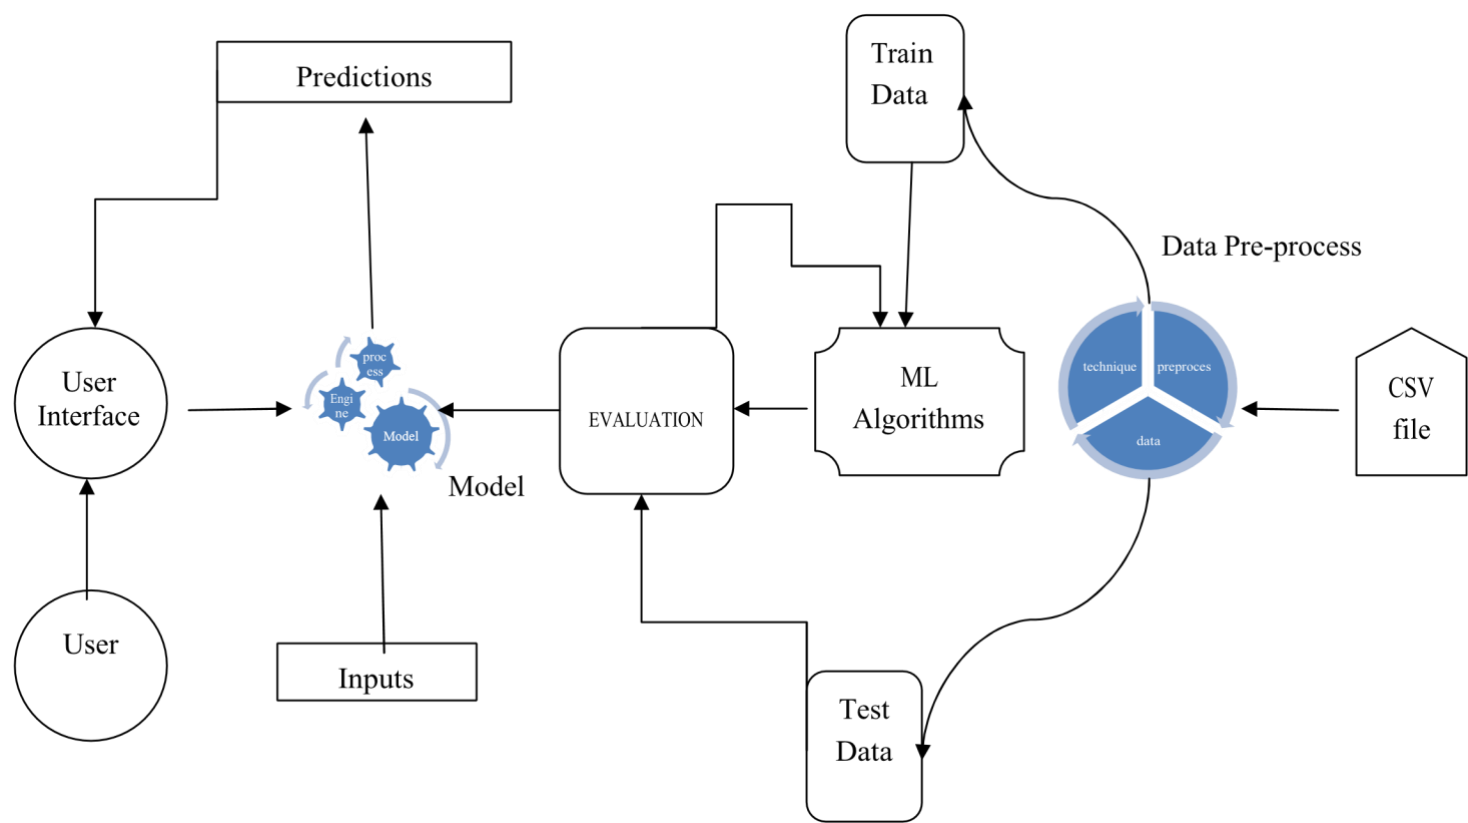 Predictions
Train
Data
Data Pre-process
User
Interface
proc
ess
Engi
ne
Model
Model
EVALUATION
ML
Algorithms
technique
preproces
data
CSV
file
User
Inputs
Test
Data